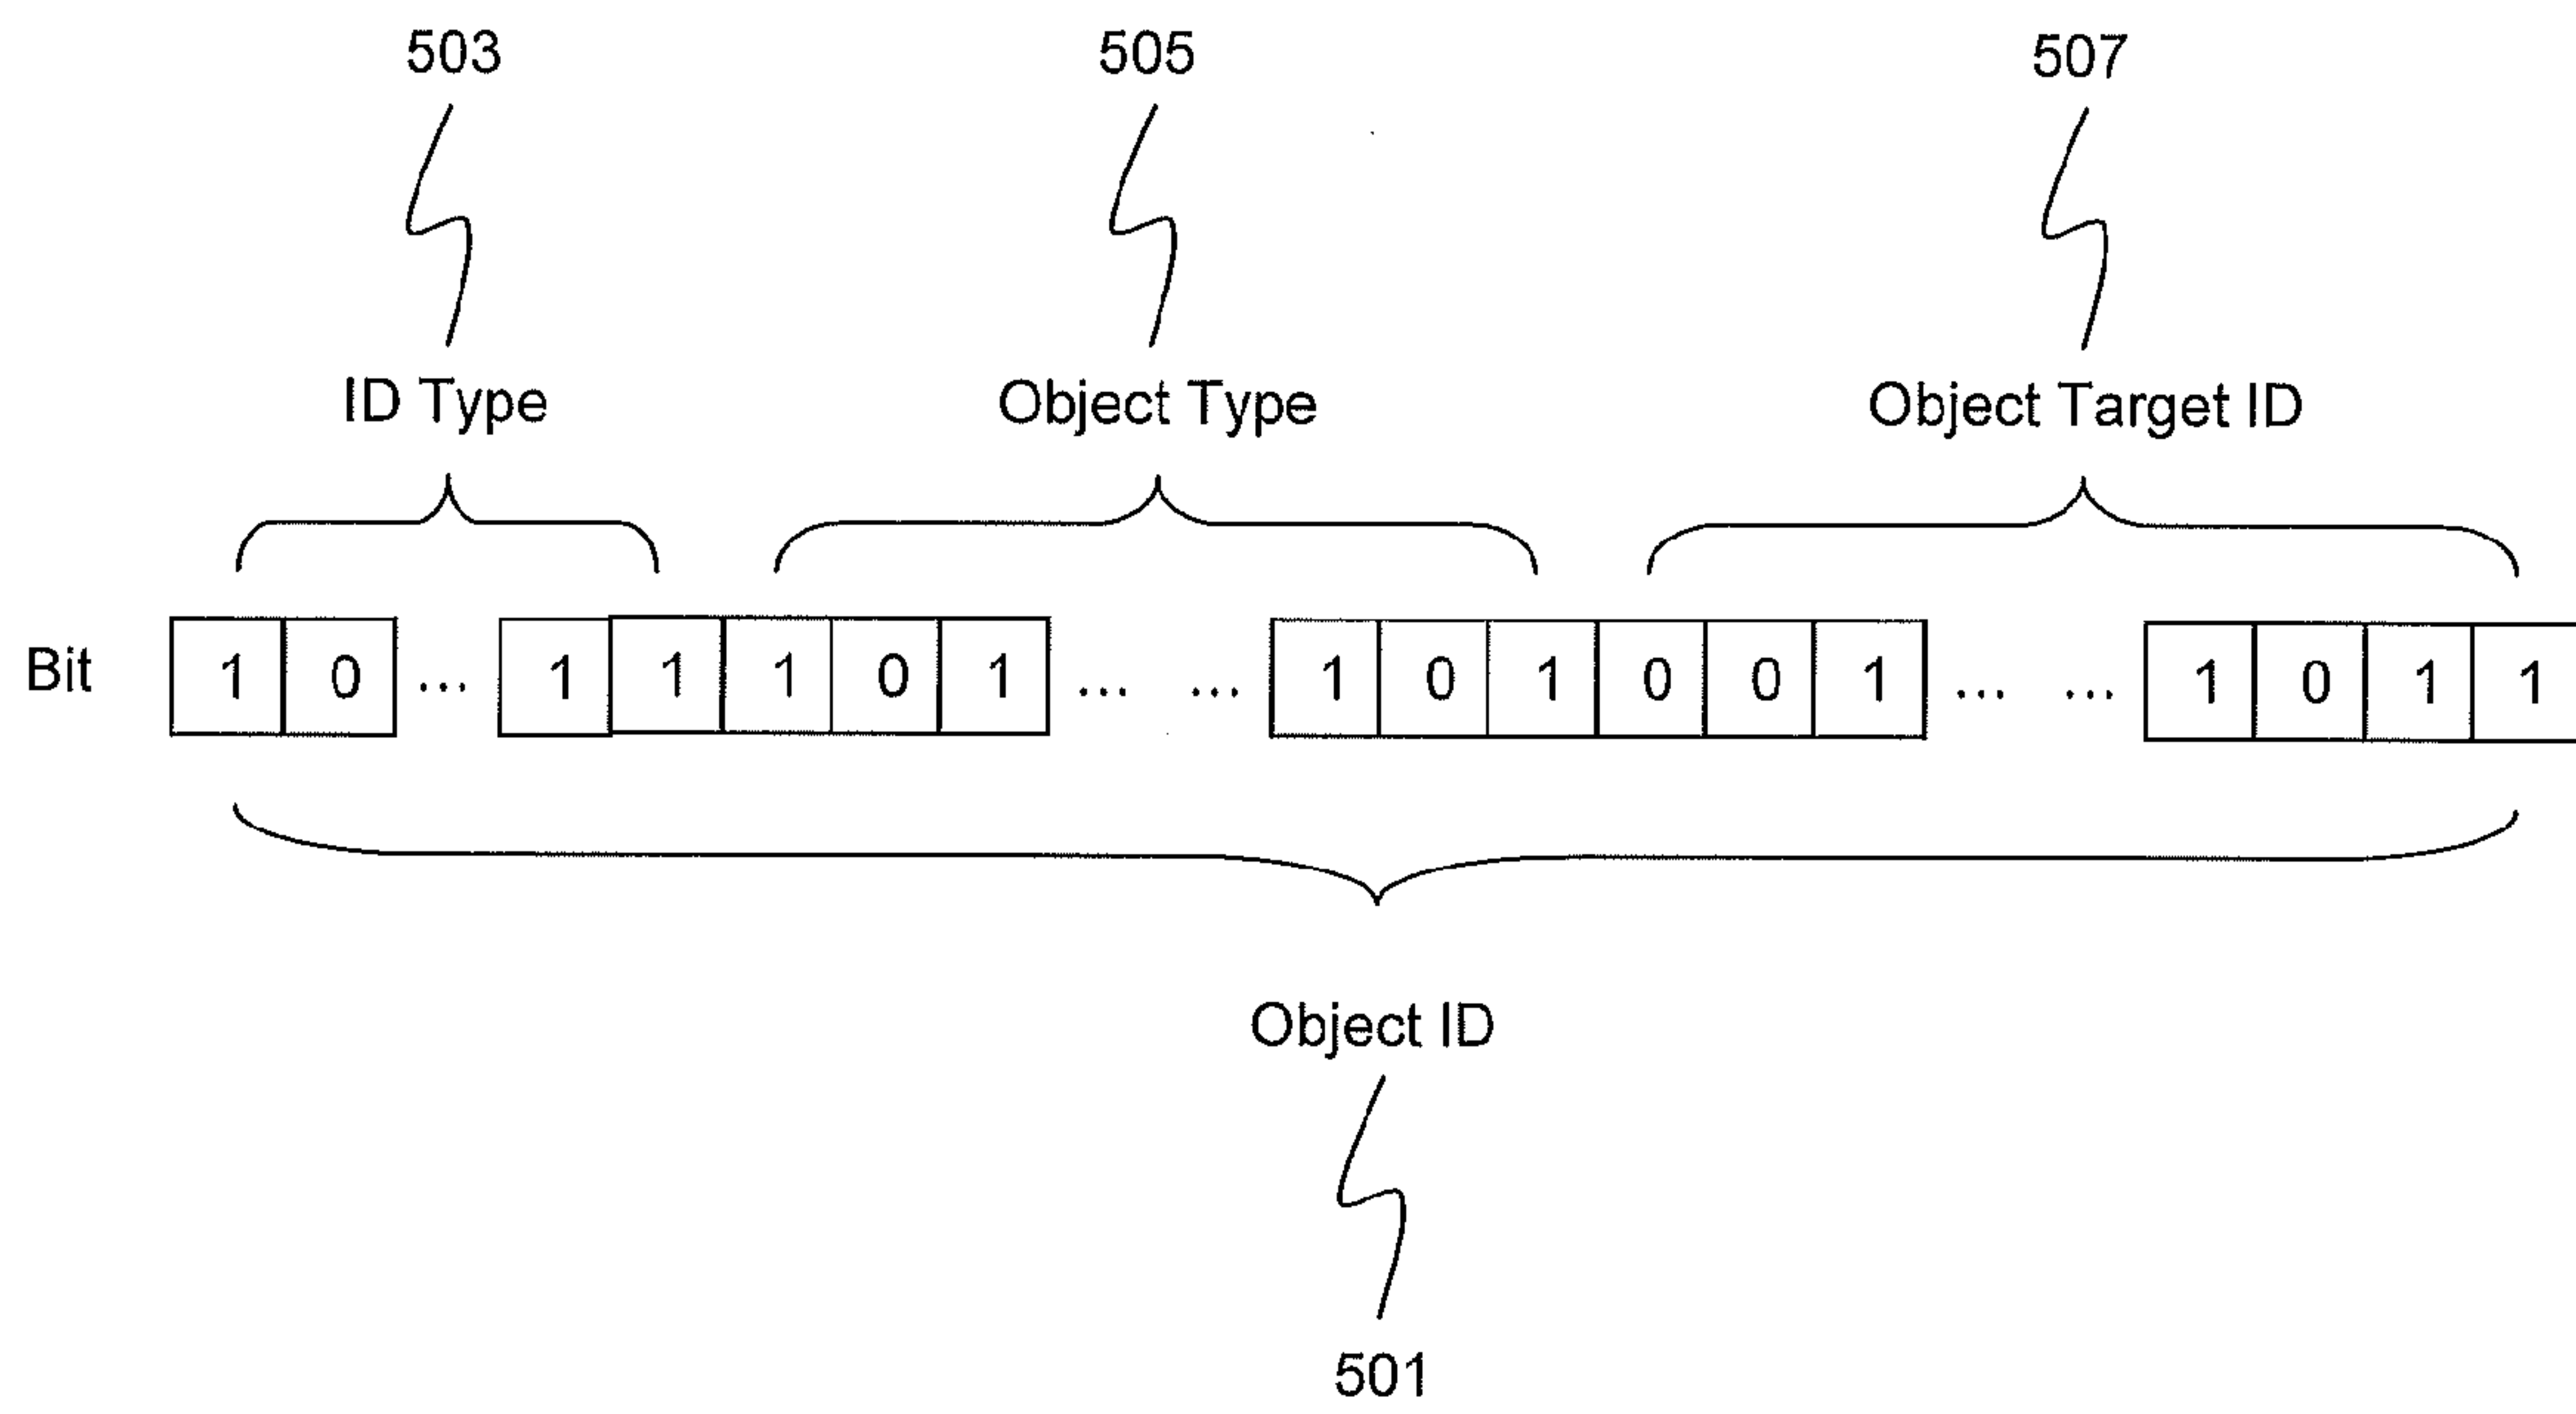 503 505 507
ID Type Object Type Object Target ID
Bit 1 0 ... 1 1 1 0 1 ... ... 1 0 1 0 0 1 ... ... 1 0 1 1
Object ID
501